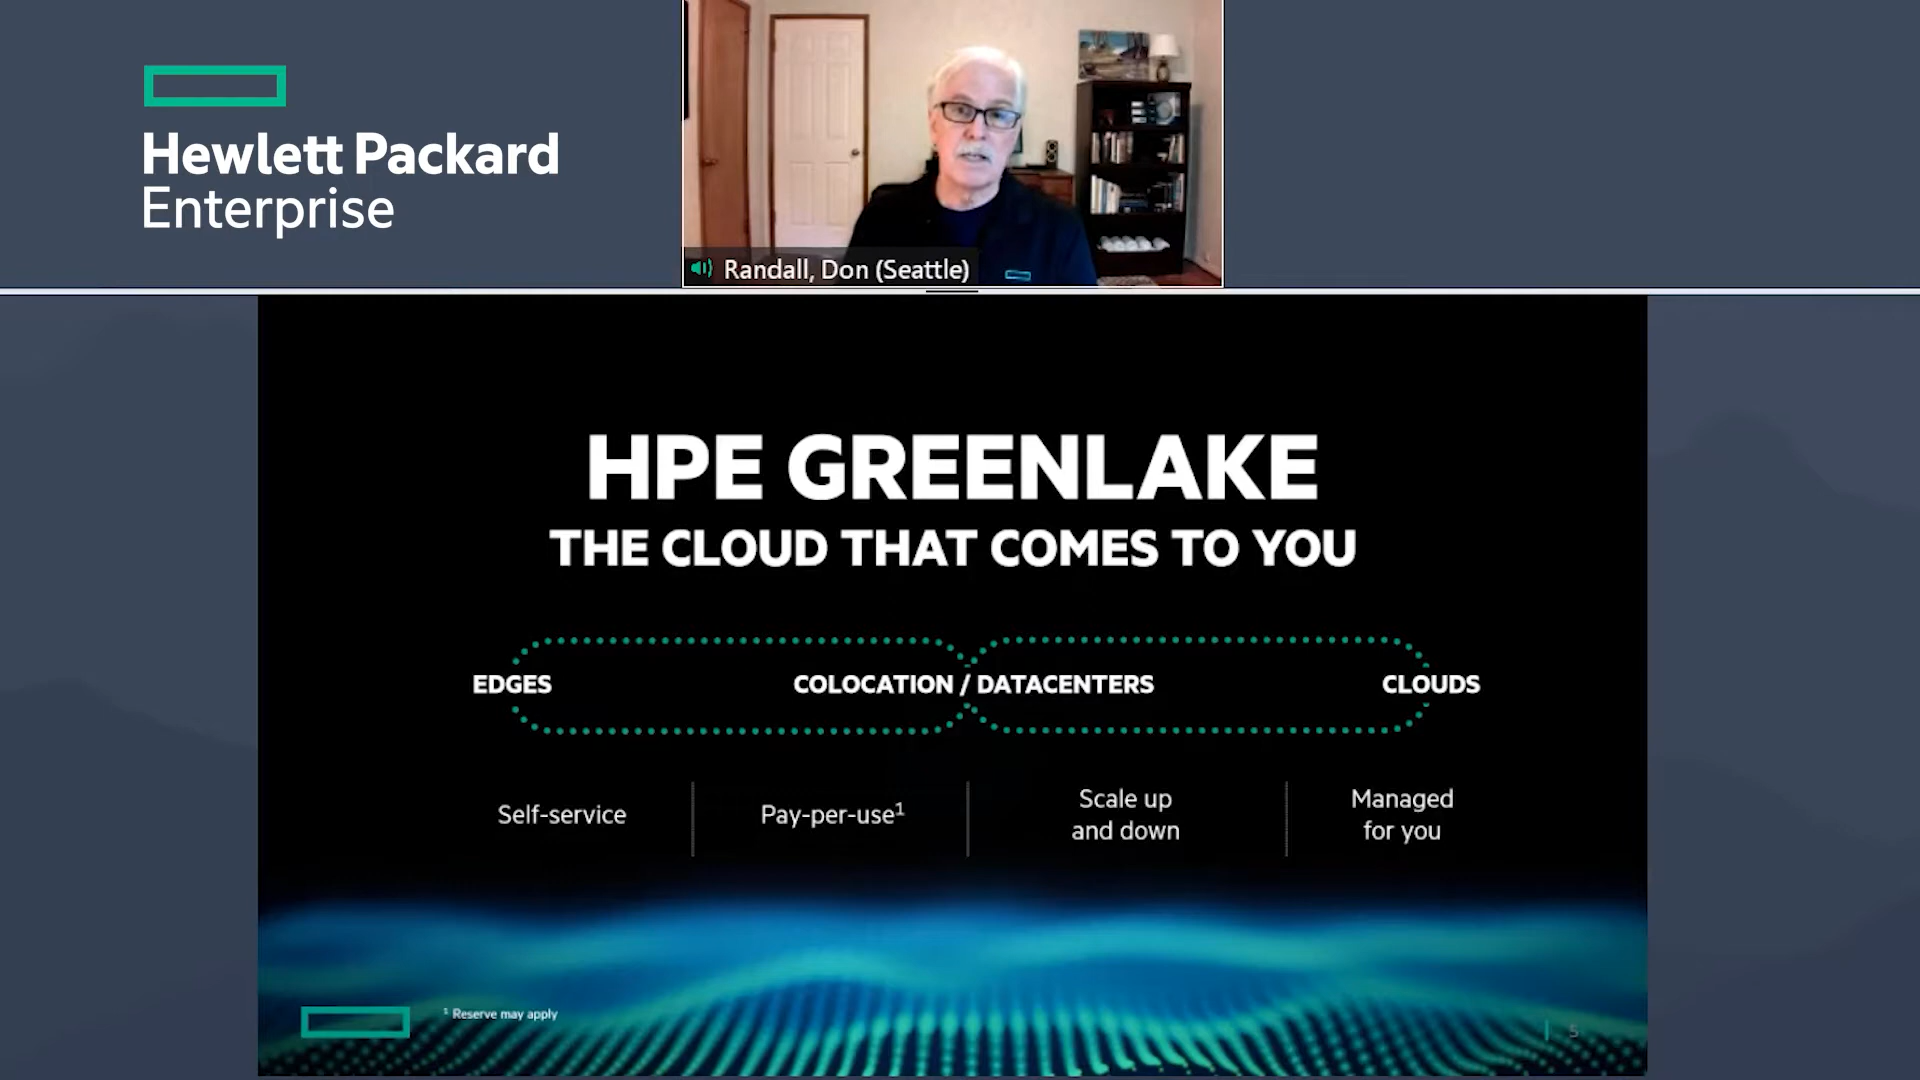 Hewlett Packard
Enterprise
Randall, Don (Seattle)
HPE GREENLAKE
THE CLOUD THAT COMES TO YOU
EDGES
COLOCATION / DATACENTERS
CLOUDS
Self-service
Pay-per-use¹
Scale up
and down
Managed
for you
¹ Reserve may apply
5